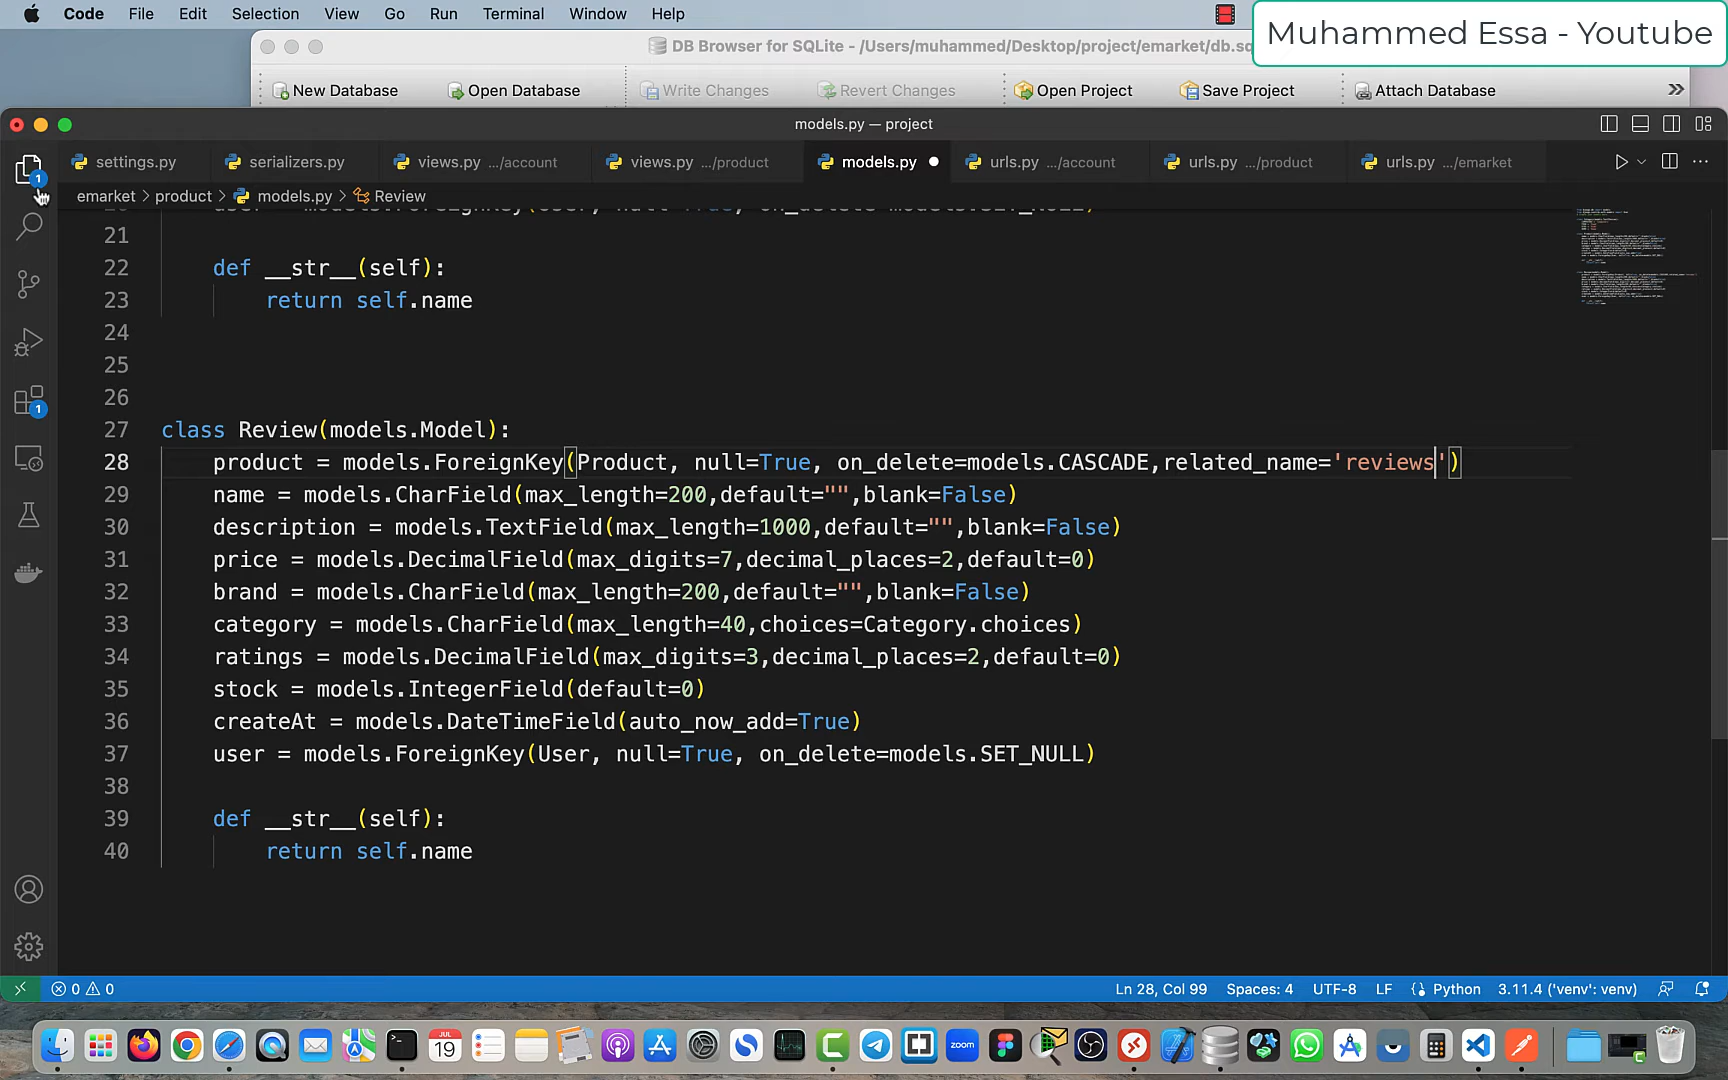 Code File Edit Selection View Go Run Terminal Window Help
Muhammed Essa - Youtube
DB Browser for SQLite - /Users/muhammed/Desktop/project/emarket/db.sq
New Database Open Database Write Changes Revert Changes Open Project Save Project Attach Database »
models.py — project
settings.py serializers.py views.py .../account views.py .../product models.py urls.py .../account urls.py .../product urls.py .../emarket
emarket > product > models.py > Review
21
22 def __str__(self):
23 return self.name
24
25
26
27 class Review(models.Model):
28 product = models.ForeignKey(Product, null=True, on_delete=models.CASCADE,related_name='reviews')
29 name = models.CharField(max_length=200,default="",blank=False)
30 description = models.TextField(max_length=1000,default="",blank=False)
31 price = models.DecimalField(max_digits=7,decimal_places=2,default=0)
32 brand = models.CharField(max_length=200,default="",blank=False)
33 category = models.CharField(max_length=40,choices=Category.choices)
34 ratings = models.DecimalField(max_digits=3,decimal_places=2,default=0)
35 stock = models.IntegerField(default=0)
36 createAt = models.DateTimeField(auto_now_add=True)
37 user = models.ForeignKey(User, null=True, on_delete=models.SET_NULL)
38
39 def __str__(self):
40 return self.name
1
1
0 0 Ln 28, Col 99 Spaces: 4 UTF-8 LF Python 3.11.4 ('venv': venv)
JUL
19
zoom